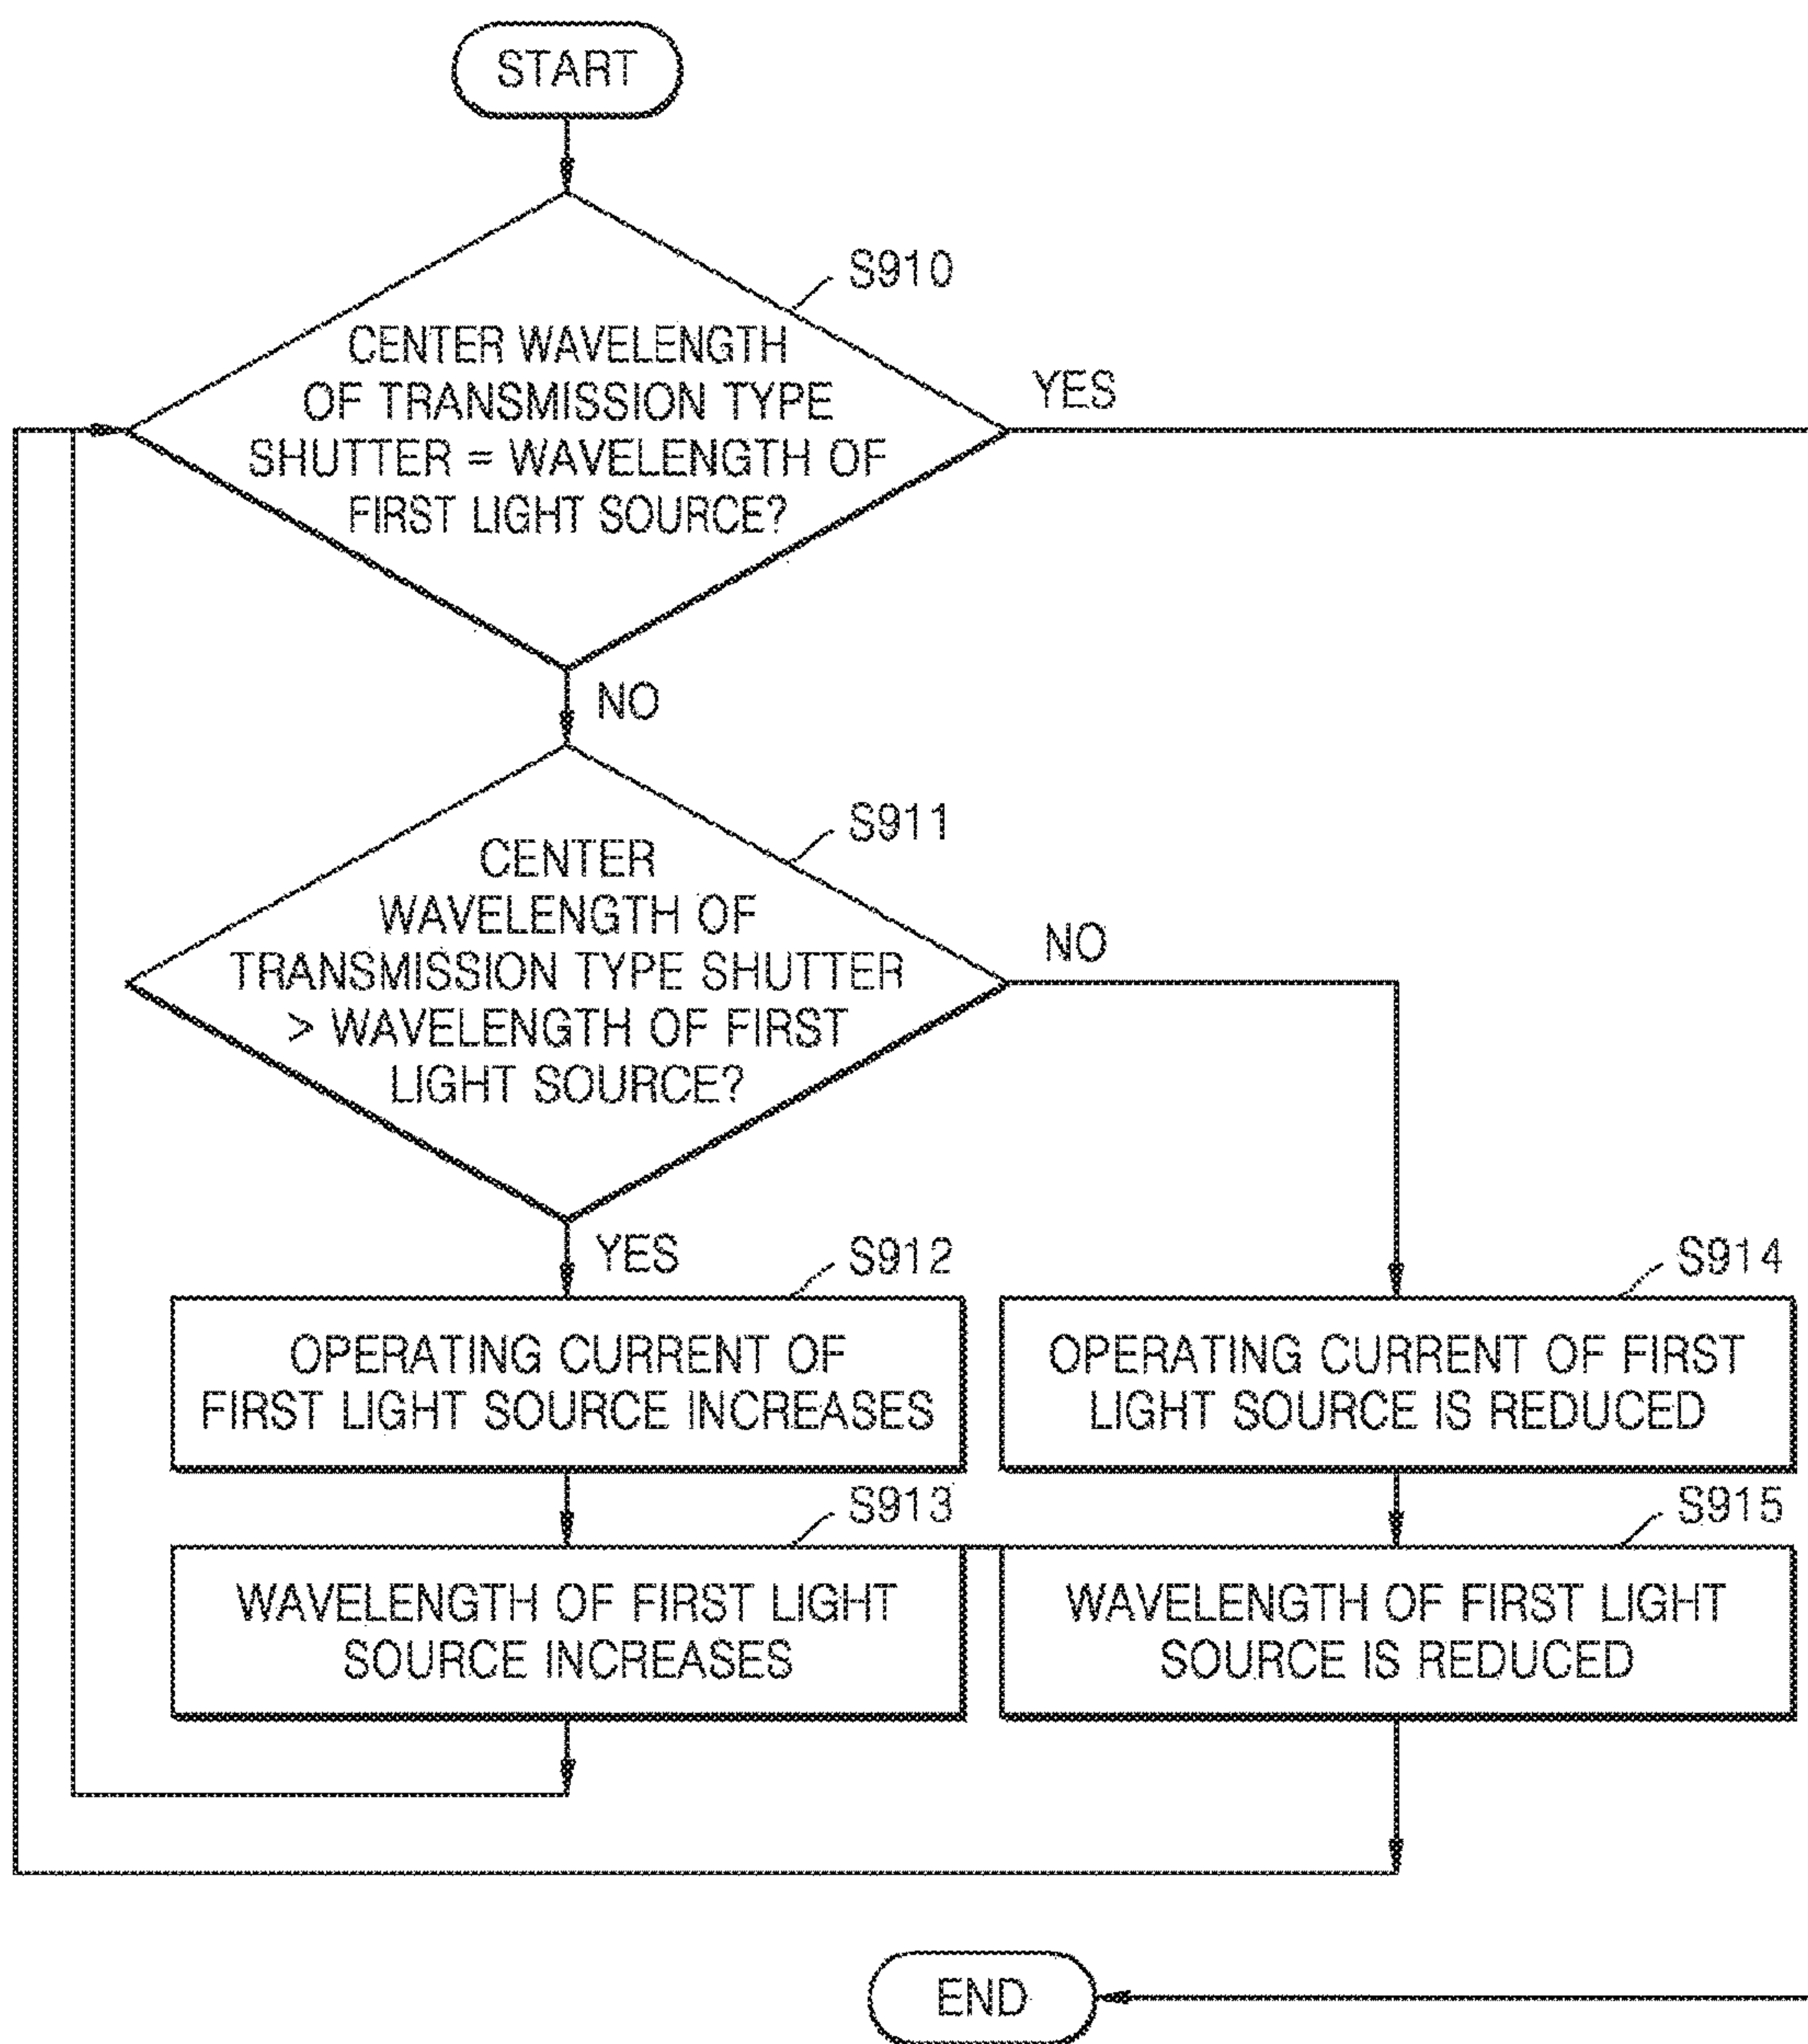 START
S910
CENTER WAVELENGTH
OF TRANSMISSION TYPE
SHUTTER = WAVELENGTH OF
FIRST LIGHT SOURCE?
YES
NO
S911
CENTER
WAVELENGTH OF
TRANSMISSION TYPE SHUTTER
> WAVELENGTH OF FIRST
LIGHT SOURCE?
NO
YES
S912
OPERATING CURRENT OF
FIRST LIGHT SOURCE INCREASES
S914
OPERATING CURRENT OF FIRST
LIGHT SOURCE IS REDUCED
S913
WAVELENGTH OF FIRST LIGHT
SOURCE INCREASES
S915
WAVELENGTH OF FIRST LIGHT
SOURCE IS REDUCED
END